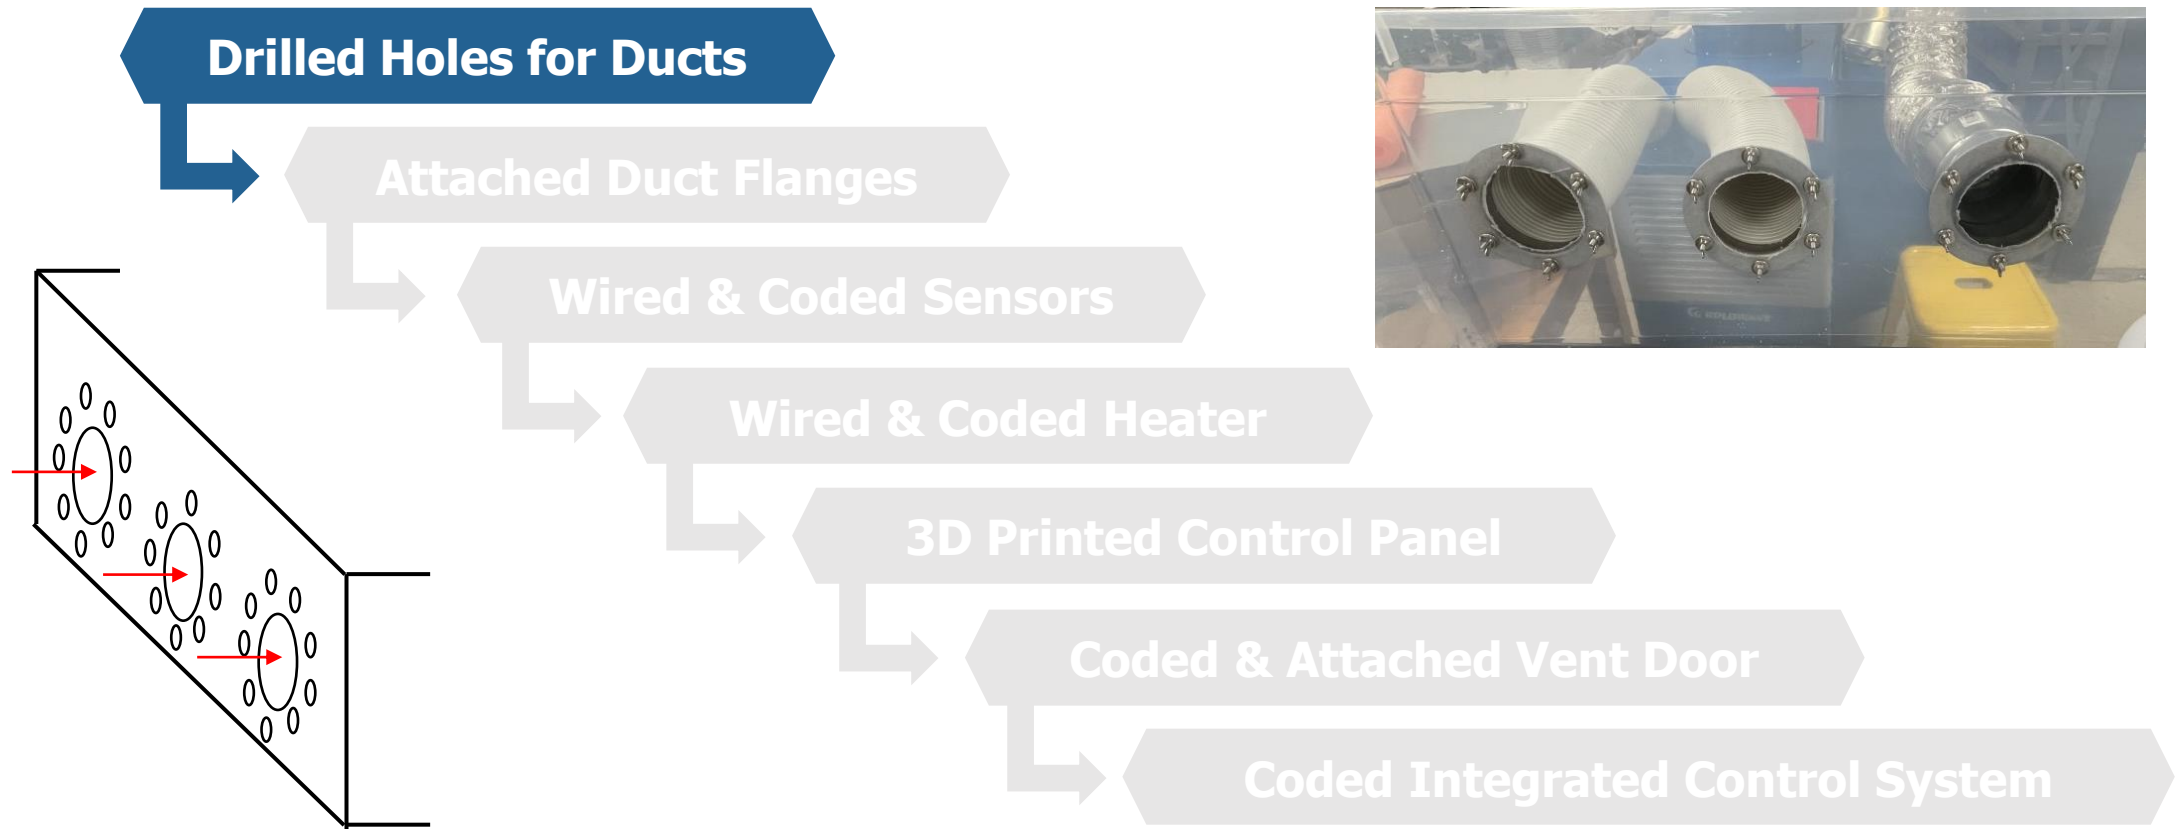 Drilled Holes for Ducts
Attached Duct Flanges
Wired & Coded Sensors
Wired & Coded Heater
3D Printed Control Panel
Coded & Attached Vent Door
Coded Integrated Control System